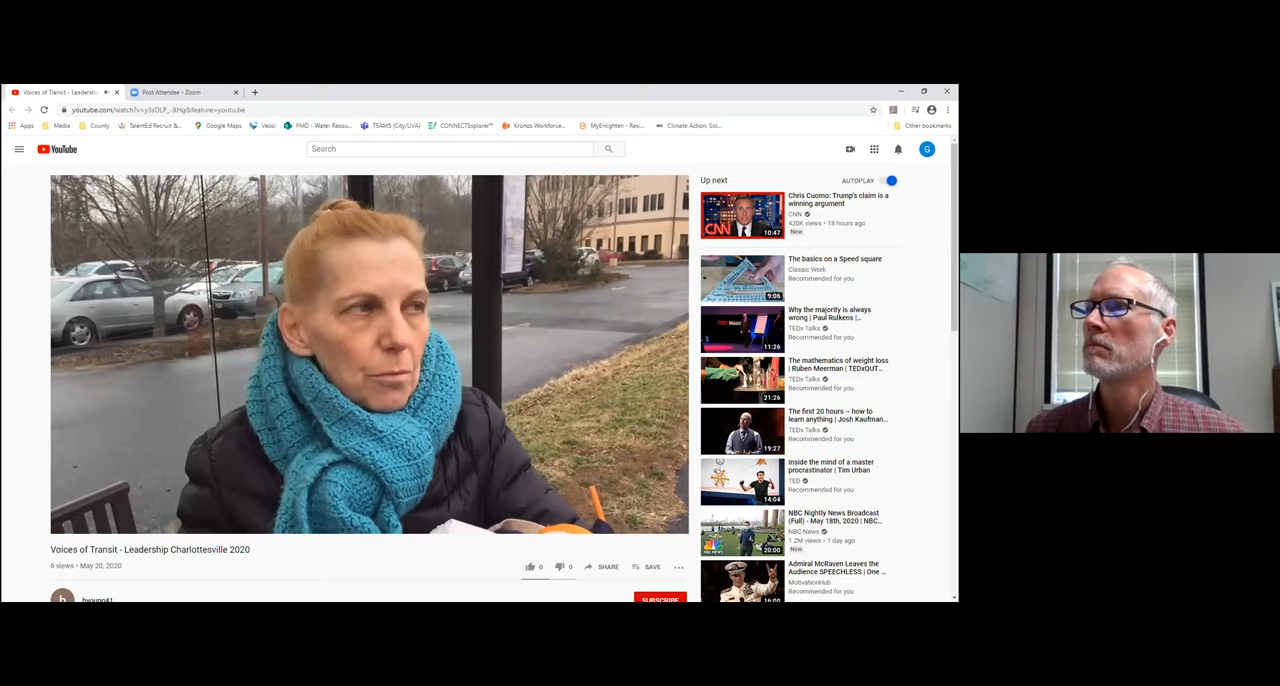 Voices of Transit - Leadership
Post Attendee - Zoom
youtube.com/watch?v=y3sDLP_-XHg&feature=youtu.be
Apps
Media
County
TalentEd Recruit &...
Google Maps
Veoci
PMD - Water Resou...
TEAMS (City/UVA)
CONNECTExplorer™
Kronos Workforce...
MyEnlighten - Resi...
Climate Action: Sol...
Other bookmarks
YouTube
Search
G
Up next
AUTOPLAY
Chris Cuomo: Trump's claim is a
winning argument
CNN
420K views • 18 hours ago
New
CNN
10:47
The basics on a Speed square
Classic Work
Recommended for you
9:06
Why the majority is always
wrong | Paul Rulkens |...
TEDx Talks
Recommended for you
11:26
The mathematics of weight loss
| Ruben Meerman | TEDxQUT...
TEDx Talks
Recommended for you
21:26
The first 20 hours -- how to
learn anything | Josh Kaufman...
TEDx Talks
Recommended for you
19:27
Inside the mind of a master
procrastinator | Tim Urban
TED
Recommended for you
14:04
NBC Nightly News Broadcast
(Full) - May 18th, 2020 | NBC...
NBC News
1.2M views • 1 day ago
New
20:00
Admiral McRaven Leaves the
Audience SPEECHLESS | One ...
MotivationHub
Recommended for you
16:00
Voices of Transit - Leadership Charlottesville 2020
6 views • May 20, 2020
0
0
SHARE
SAVE
h
hyoung41
SUBSCRIBE